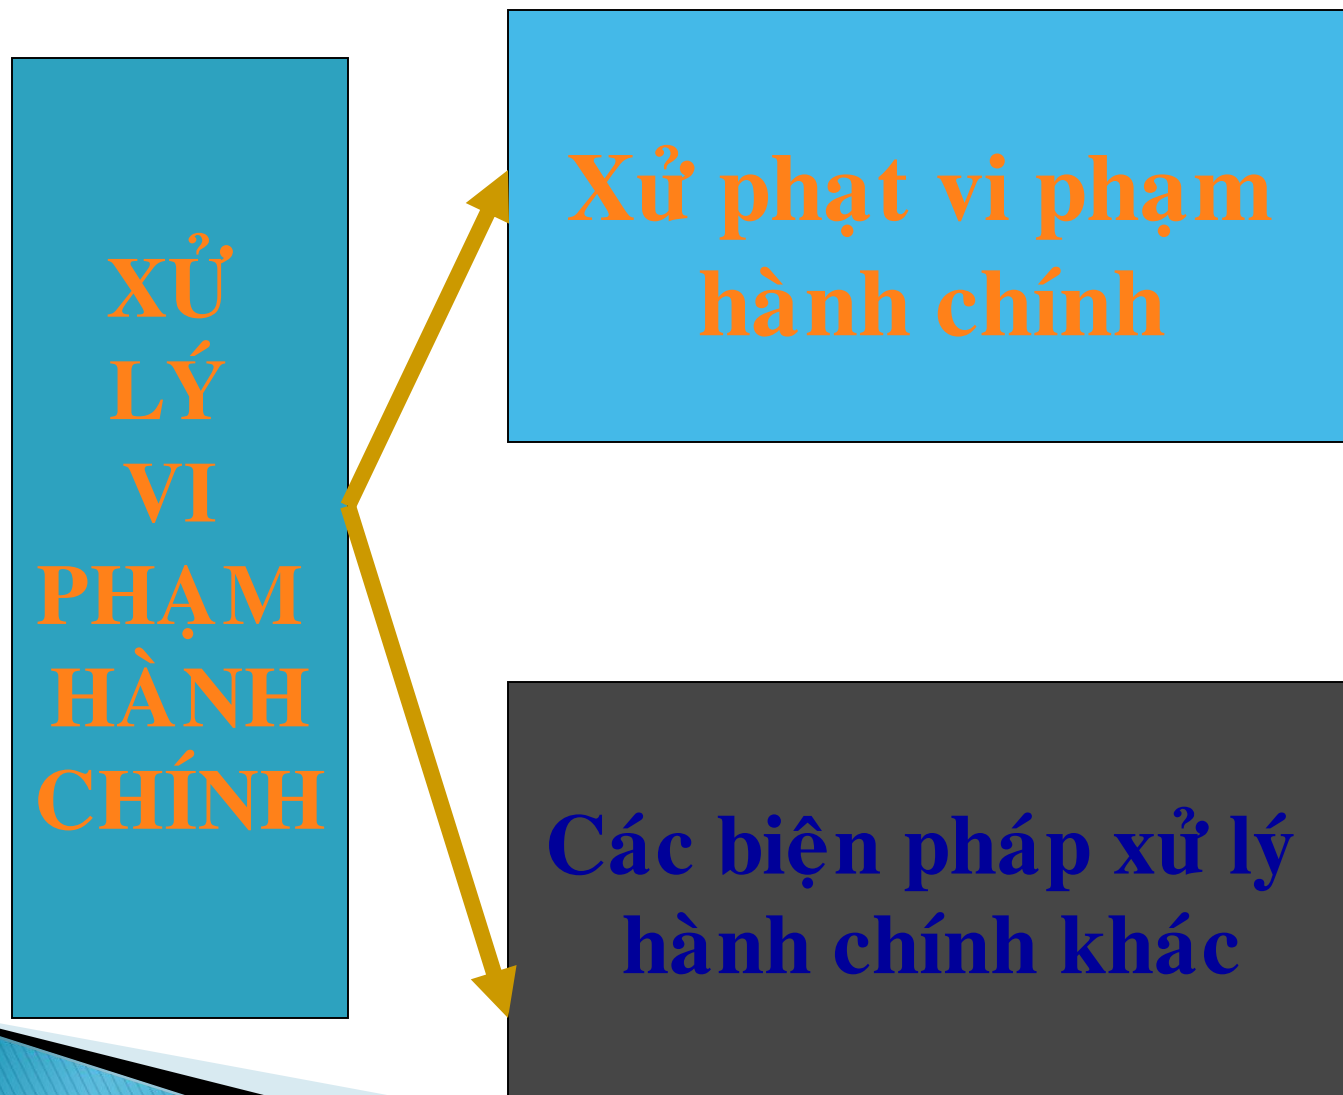 XỬ
LÝ
VI
PHẠM
HÀNH
CHÍNH
Xử phạt vi phạm
hành chính
Các biện pháp xử lý
hành chính khác